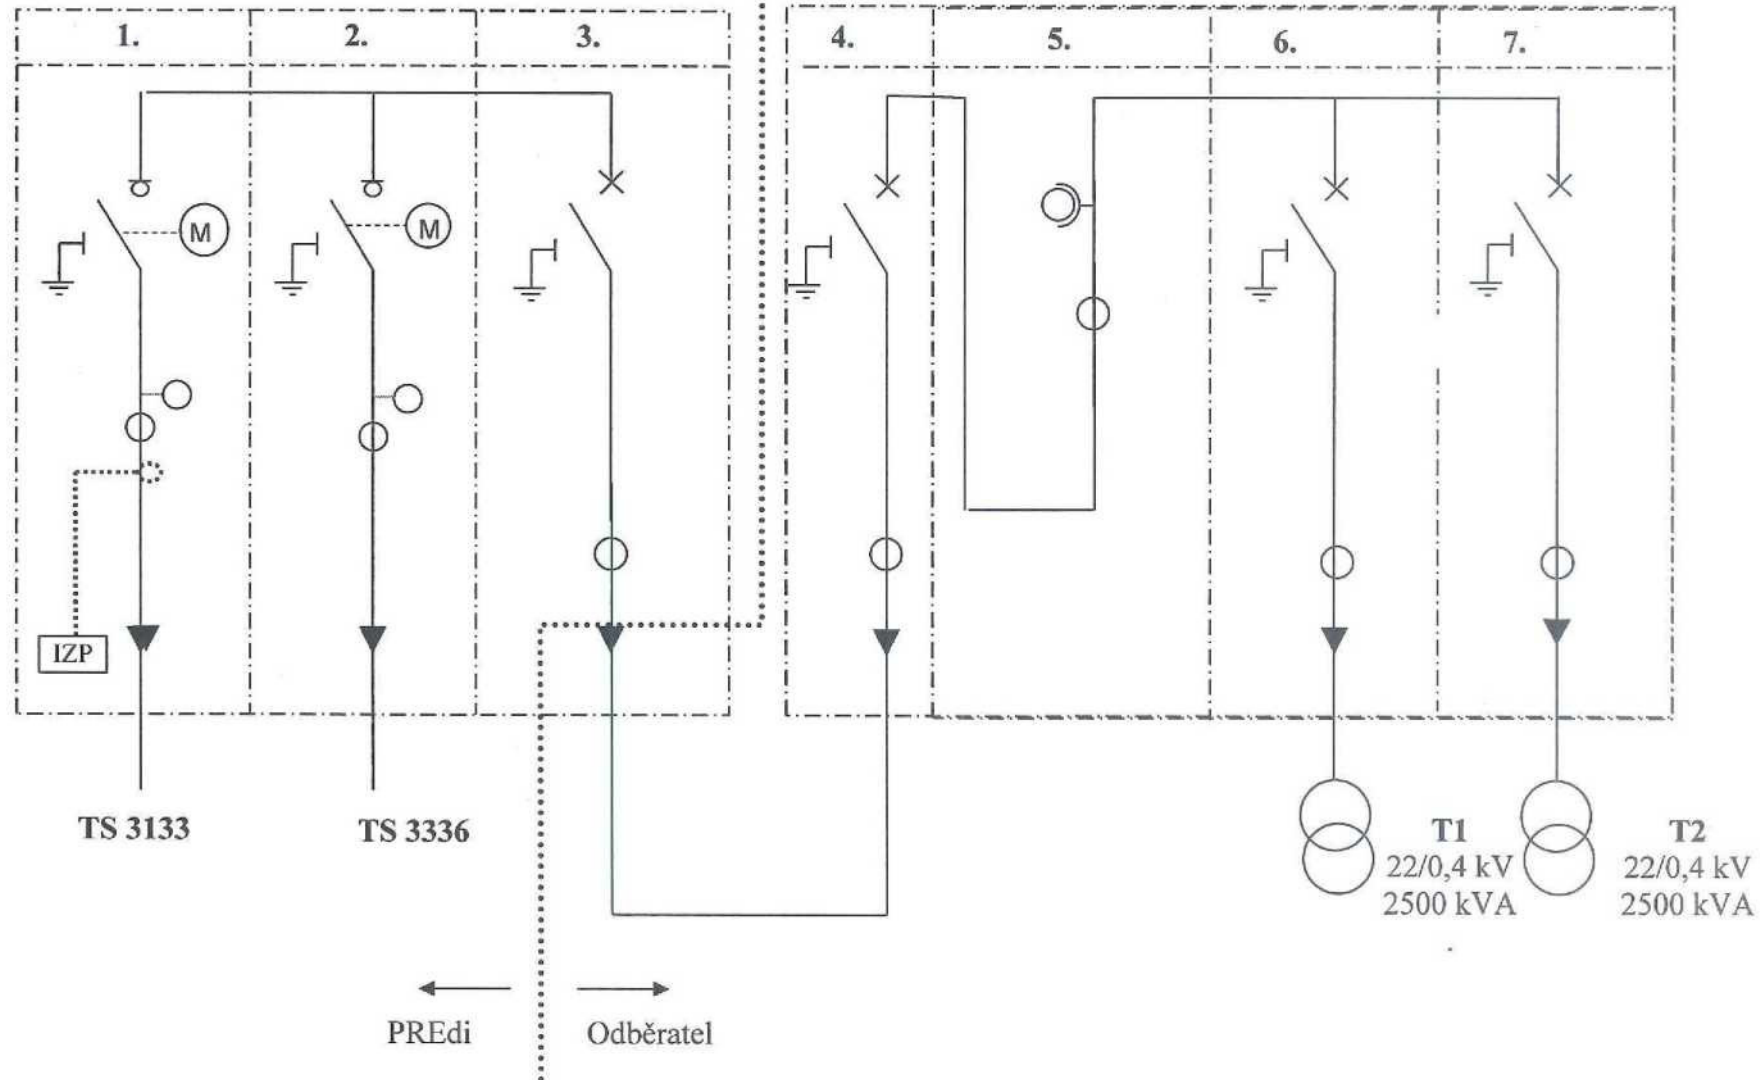 1. 2. 3. 4. 5. 6. 7.
M M
IZP
TS 3133 TS 3336
T1 T2
22/0,4 kV 22/0,4 kV
2500 kVA 2500 kVA
PREdi Odběratel